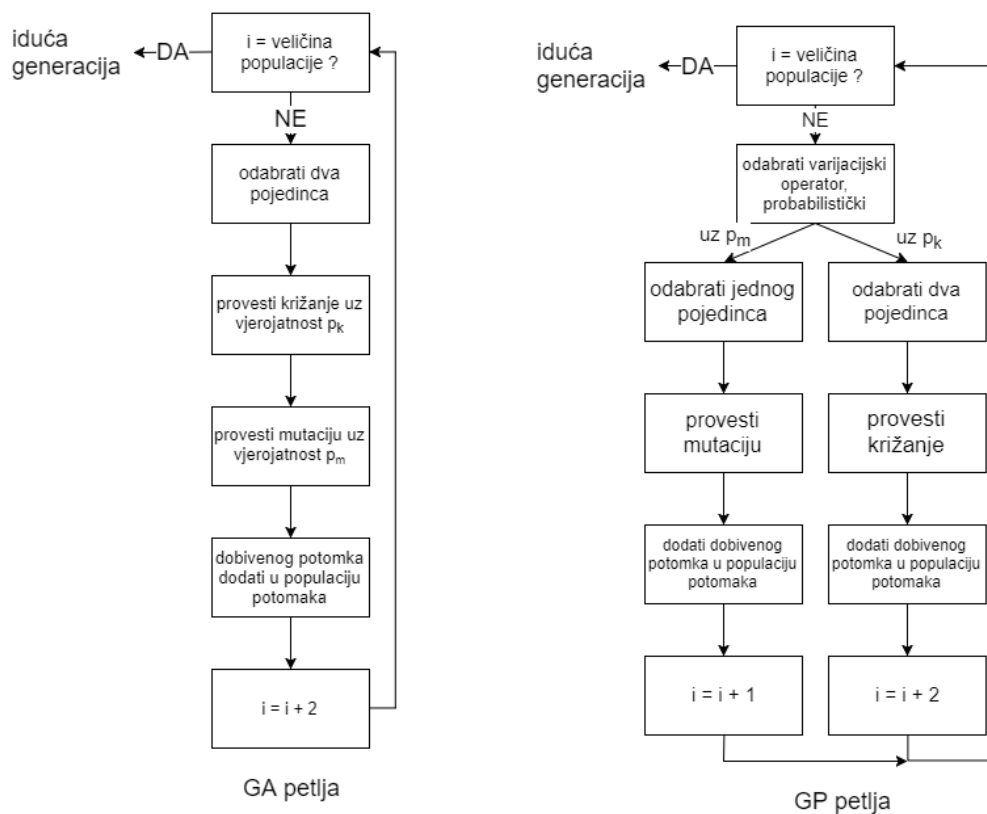 i = veličina
populacije ?
DA
iduća
generacija
NE
odabrati dva
pojedinca
provesti križanje uz
vjerojatnost pk
provesti mutaciju uz
vjerojatnost pm
dobivenog potomka
dodati u populaciju
potomaka
i = i + 2
GA petlja
i = veličina
populacije ?
DA
iduća
generacija
NE
odabrati varijacijski
operator,
probabilistički
uz pm
uz pk
odabrati jednog
pojedinca
odabrati dva
pojedinca
provesti
mutaciju
provesti
križanje
dodati dobivenog
potomka u populaciju
potomaka
dodati dobivenog
potomka u populaciju
potomaka
i = i + 1
i = i + 2
GP petlja